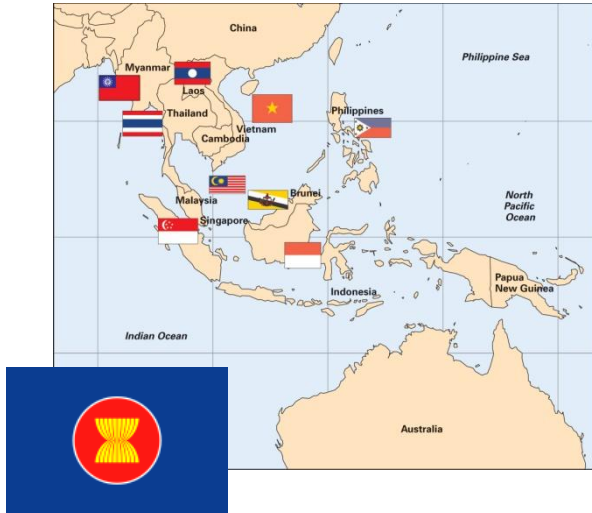 China
Philippine Sea
Myanmar
Laos
Thailand
Philippines
Vietnam
Cambodia
Malaysia
Brunei
Singapore
North
Pacific
Ocean
Papua
New Guinea
Indonesia
Indian Ocean
Australia